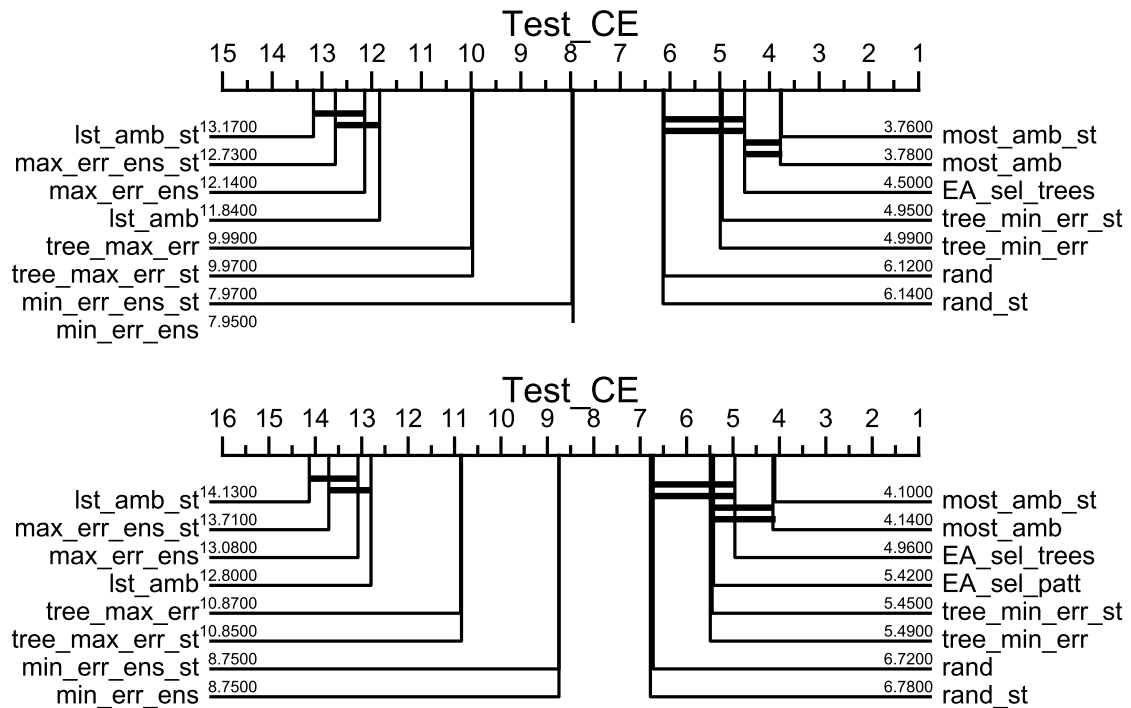 Test_CE
15 14 13 12 11 10 9 8 7 6 5 4 3 2 1
lst_amb_st 13.1700 3.7600 most_amb_st
max_err_ens_st 12.7300 3.7800 most_amb
max_err_ens 12.1400 4.5000 EA_sel_trees
lst_amb 11.8400 4.9500 tree_min_err_st
tree_max_err 9.9900 4.9900 tree_min_err
tree_max_err_st 9.9700 6.1200 rand
min_err_ens_st 7.9700 6.1400 rand_st
min_err_ens 7.9500
Test_CE
16 15 14 13 12 11 10 9 8 7 6 5 4 3 2 1
lst_amb_st 14.1300 4.1000 most_amb_st
max_err_ens_st 13.7100 4.1400 most_amb
max_err_ens 13.0800 4.9600 EA_sel_trees
lst_amb 12.8000 5.4200 EA_sel_patt
tree_max_err 10.8700 5.4500 tree_min_err_st
tree_max_err_st 10.8500 5.4900 tree_min_err
min_err_ens_st 8.7500 6.7200 rand
min_err_ens 8.7500 6.7800 rand_st